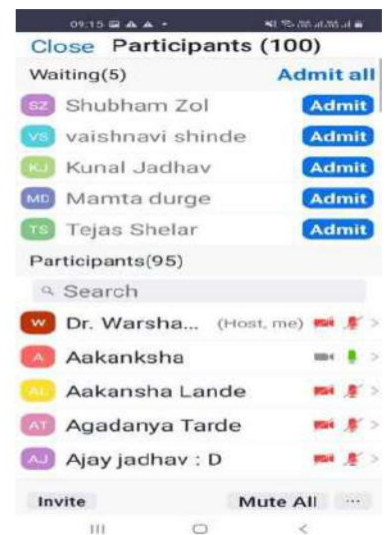 09:15
Close Participants (100)
Waiting(5) Admit all
SZ Shubham Zol Admit
VS vaishnavi shinde Admit
KJ Kunal Jadhav Admit
MD Mamta durge Admit
TS Tejas Shelar Admit
Participants(95)
Search
W Dr. Warsha... (Host, me)
A Aakanksha
AL Aakansha Lande
AT Agadanya Tarde
AJ Ajay jadhav : D
Invite Mute All ...